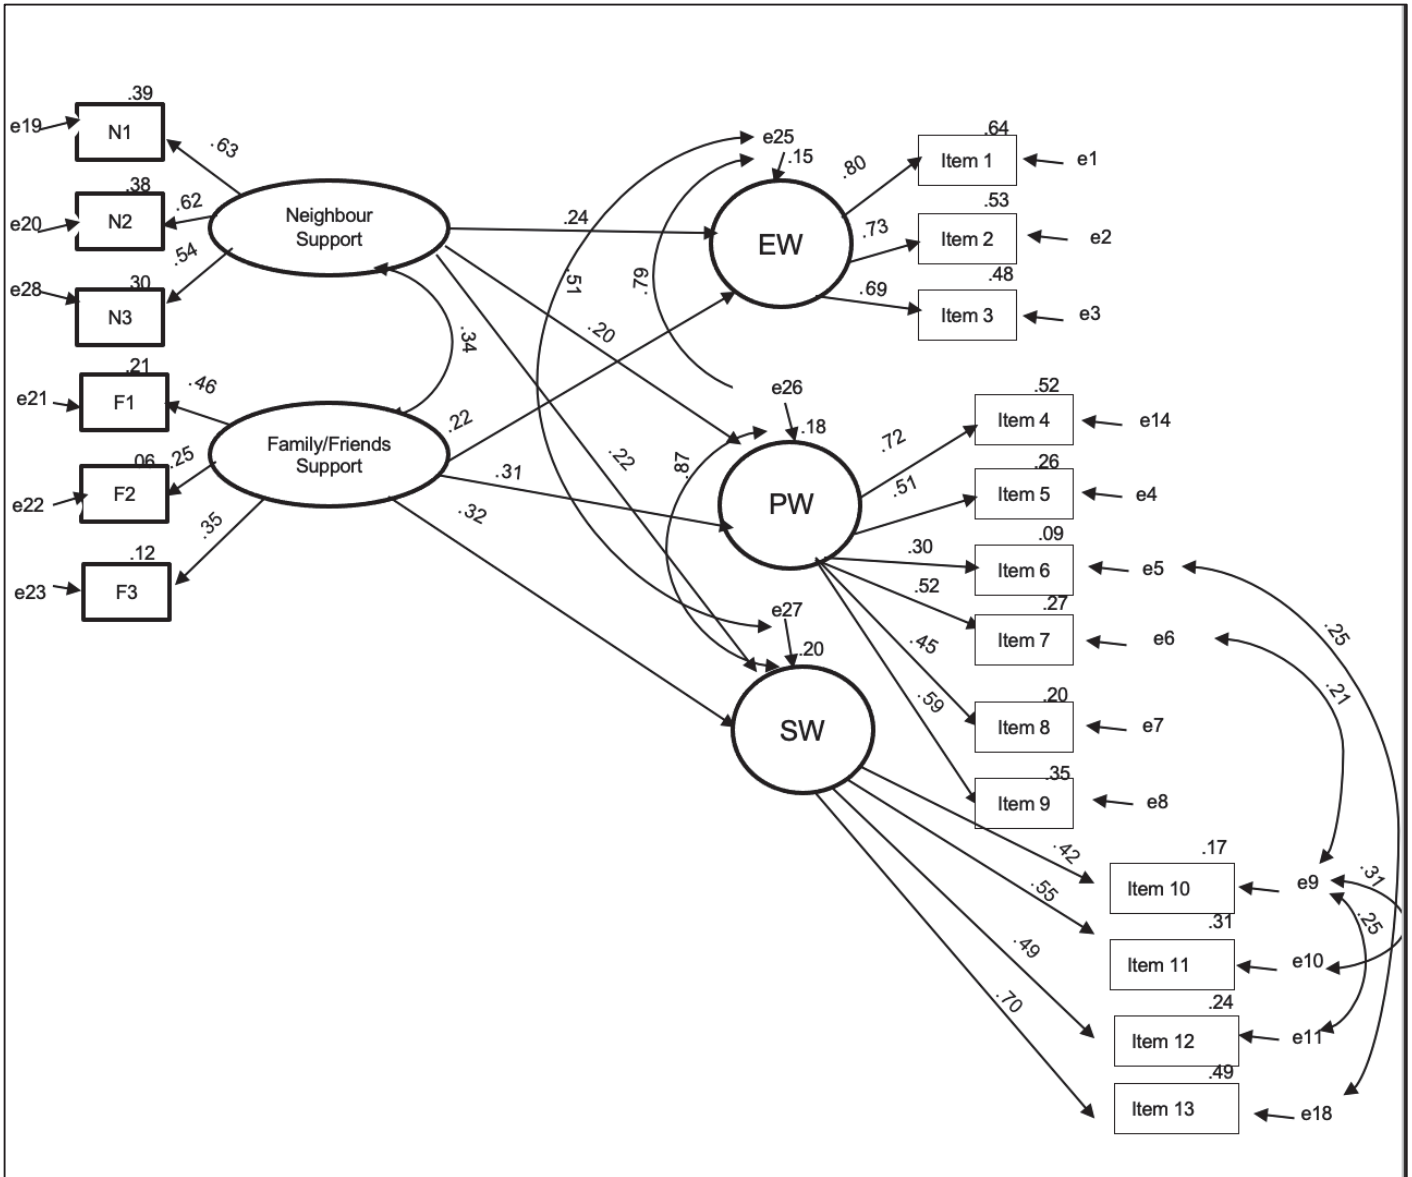 .39
e19
N1
.63
.38
e20
N2
.62
.54
e28
.30
N3
Neighbour
Support
.34
.21
e21
F1
.46
.06
.25
e22
F2
.35
.12
e23
F3
Family/Friends
Support
.24
.20
.22
.22
.31
.32
.51
.79
.87
e25
.15
EW
e26
.18
PW
e27
.20
SW
.80
.64
Item 1
e1
.73
.53
Item 2
e2
.69
.48
Item 3
e3
.72
.52
Item 4
e14
.51
.26
Item 5
e4
.30
.09
Item 6
e5
.52
.27
Item 7
e6
.45
.20
Item 8
e7
.59
.35
Item 9
e8
.25
.21
.42
.17
Item 10
e9
.31
.55
.31
Item 11
e10
.25
.49
.24
Item 12
e11
.70
.49
Item 13
e18